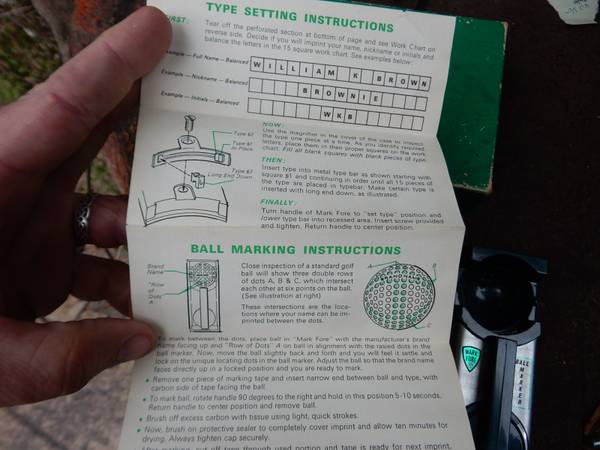 TYPE SETTING INSTRUCTIONS
FIRST:
Tear off the perforated section at bottom of page and see Work Chart on
reverse side. Decide if you will imprint your name, nickname or initials and
balance the letters in the 15 square work chart. See examples below:
Example — Full Name — Balanced
W I L L I A M K B R O W N
Example — Nickname — Balanced
B R O W N I E
Example — Initials — Balanced
W K B
NOW:
Use the magnifier in the cover of this case to inspect
the type one piece at a time. As you identify required
letters, place them in their proper squares on the work
chart. Fill all blank squares with blank pieces of type.
Type
Type #1
In Place
Type #2
Long End Down
THEN:
Insert type into metal type bar as shown starting with
square #1 and continuing in order until all 15 pieces of
the type are placed in typebar. Make certain type is
inserted with long end down, as illustrated.
FINALLY:
Turn handle of Mark Fore to "set type" position and
lower type bar into recessed area. Insert screw provided
and tighten. Return handle to center position.
BALL MARKING INSTRUCTIONS
Brand
Name
"Row
of
Dots"
A
Close inspection of a standard golf
ball will show three double rows
of dots A, B & C, which intersect
each other at six points on the ball.
(See illustration at right)
These intersections are the loca-
tions where your name can be im-
printed between the dots.
A
B
C
To mark between the dots, place ball in "Mark Fore" with the manufacturer's brand
name facing up and "Row of Dots" A on ball in alignment with the raised dots in the
ball marker. Now, move the ball slightly back and forth and you will feel it settle and
lock on the unique locating dots in the ball marker. Adjust the ball so that the brand name
faces directly up in a locked position and you are ready to mark.
• Remove one piece of marking tape and insert narrow end between ball and type, with
carbon side of tape facing the ball.
• To mark ball, rotate handle 90 degrees to the right and hold in this position 5-10 seconds.
Return handle to center position and remove ball.
• Brush off excess carbon with tissue using light, quick strokes.
• Now, brush on protective sealer to completely cover imprint and allow ten minutes for
drying. Always tighten cap securely.
After marking, cut off tape through used portion and tape is ready for next imprint.
MARK
FORE
BALL
MARKER